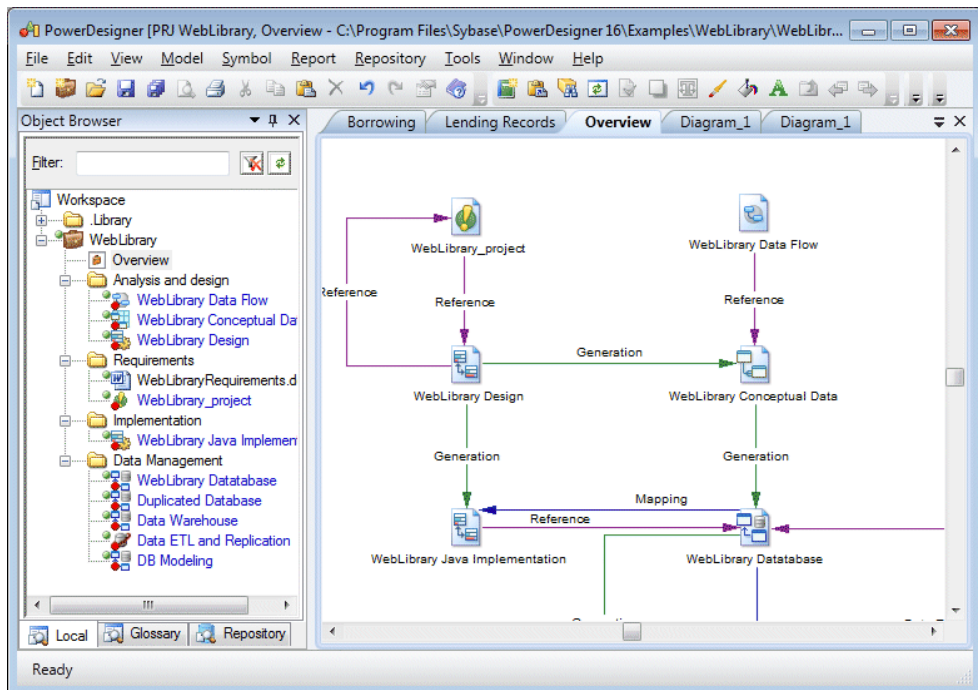 PowerDesigner [PRJ WebLibrary, Overview - C:\Program Files\Sybase\PowerDesigner 16\Examples\WebLibrary\WebLibr...
File Edit View Model Symbol Report Repository Tools Window Help
Object Browser
Borrowing Lending Records Overview Diagram_1 Diagram_1
Filter:
Workspace
.Library
WebLibrary
Overview
Analysis and design
WebLibrary Data Flow
WebLibrary Conceptual Da
WebLibrary Design
Requirements
WebLibraryRequirements.d
WebLibrary_project
Implementation
WebLibrary Java Implemen
Data Management
WebLibrary Datatabase
Duplicated Database
Data Warehouse
Data ETL and Replication
DB Modeling
Local Glossary Repository
WebLibrary_project
WebLibrary Data Flow
Reference
Reference
Reference
Generation
WebLibrary Design
WebLibrary Conceptual Data
Generation
Generation
Mapping
Reference
WebLibrary Java Implementation
WebLibrary Datatabase
Ready